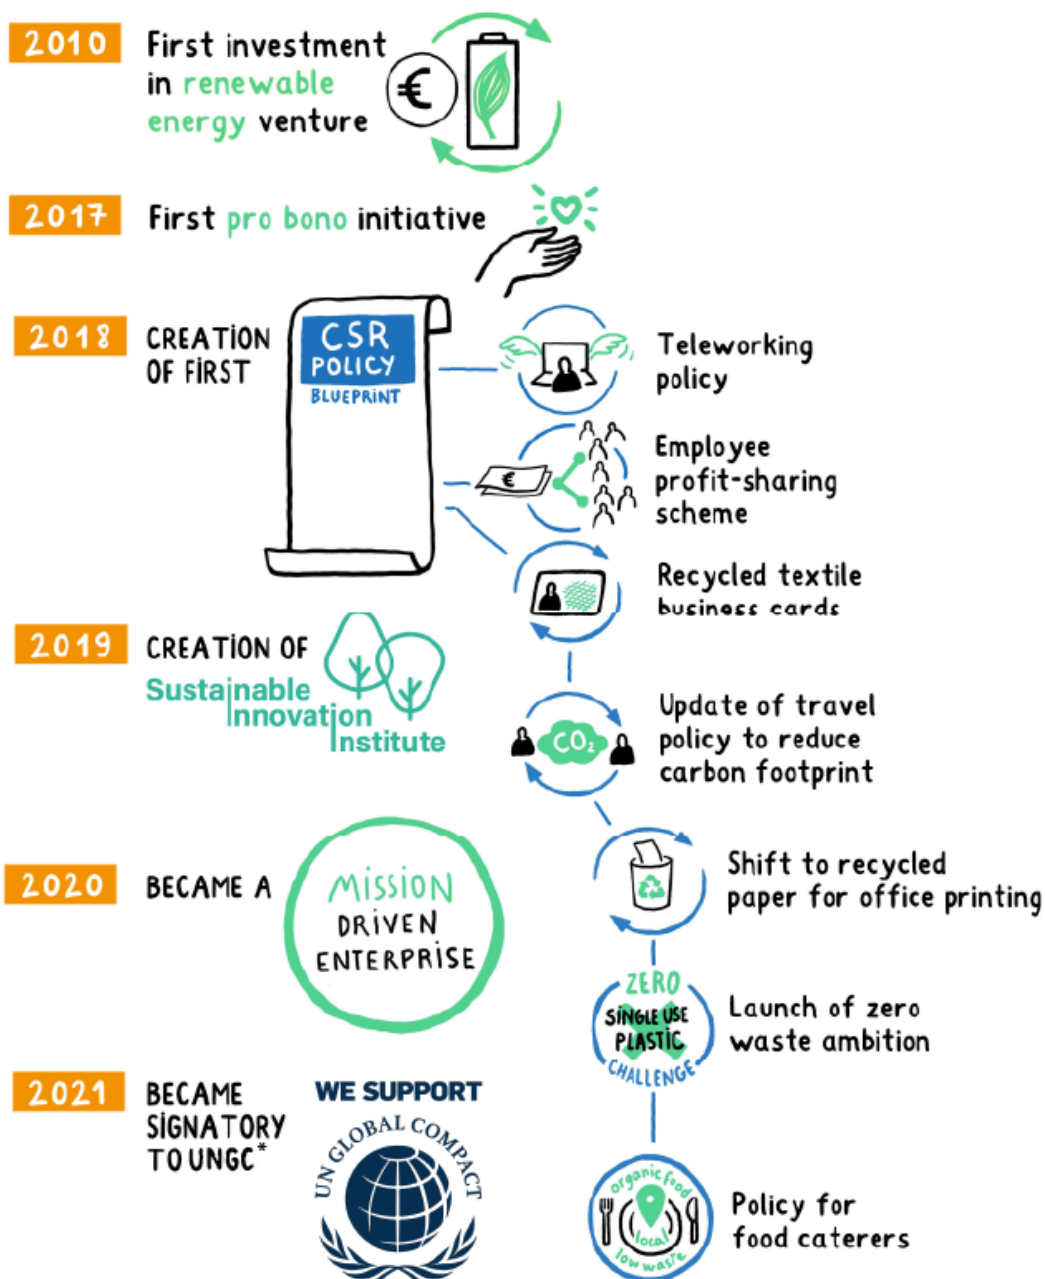 2010
First investment
in renewable
energy venture
€
2017
First pro bono initiative
2018
CREATION
OF FIRST
CSR
POLICY
BLUEPRINT
Teleworking
policy
€
Employee
profit-sharing
scheme
Recycled textile
business cards
2019
CREATION OF
Sustainable
Innovation
Institute
CO₂
Update of travel
policy to reduce
carbon footprint
2020
BECAME A
MISSION
DRIVEN
ENTERPRISE
Shift to recycled
paper for office printing
ZERO
SINGLE USE
PLASTIC
CHALLENGE
Launch of zero
waste ambition
2021
BECAME
SIGNATORY
TO UNGC*
WE SUPPORT
UN GLOBAL COMPACT
organic food
local
low waste
Policy for
food caterers